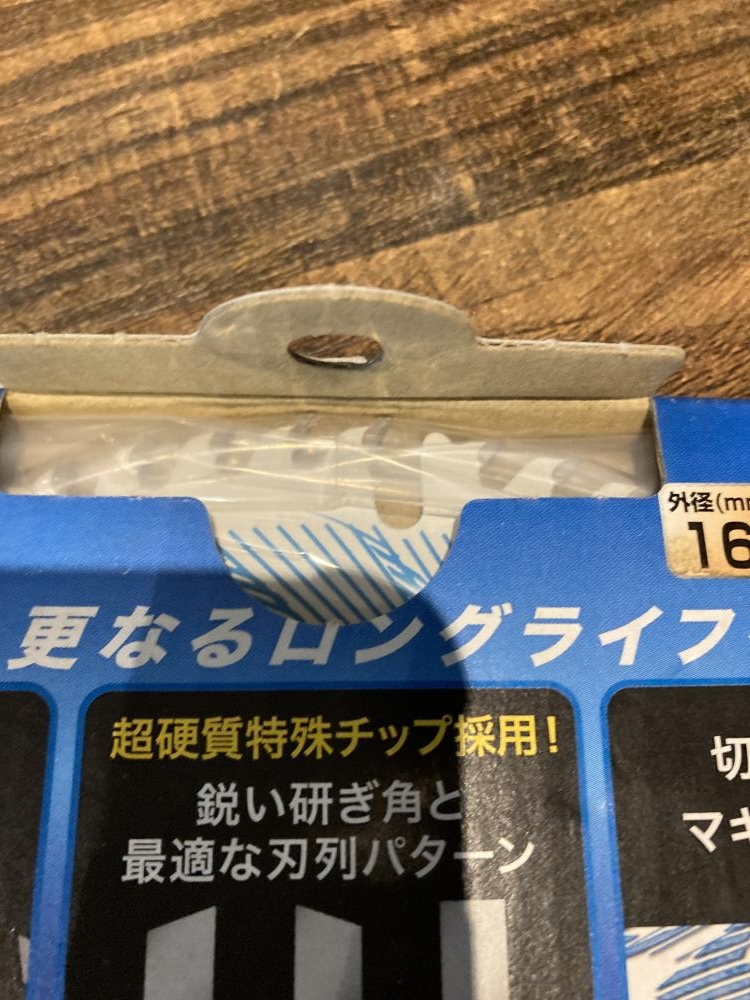 外径(mm
16
更なるロングライフ
超硬質特殊チップ採用!
鋭い研ぎ角と
最適な刃列パターン
切
マキ